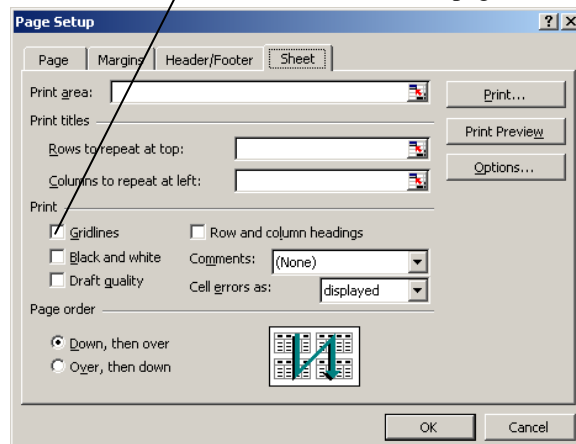 Page Setup
Page Margins Header/Footer Sheet
Print area: Print...
Print titles Print Preview
Rows to repeat at top:
Columns to repeat at left: Options...
Print
Gridlines Row and column headings
Black and white Comments: (None)
Draft quality Cell errors as: displayed
Page order
Down, then over
Over, then down
OK Cancel